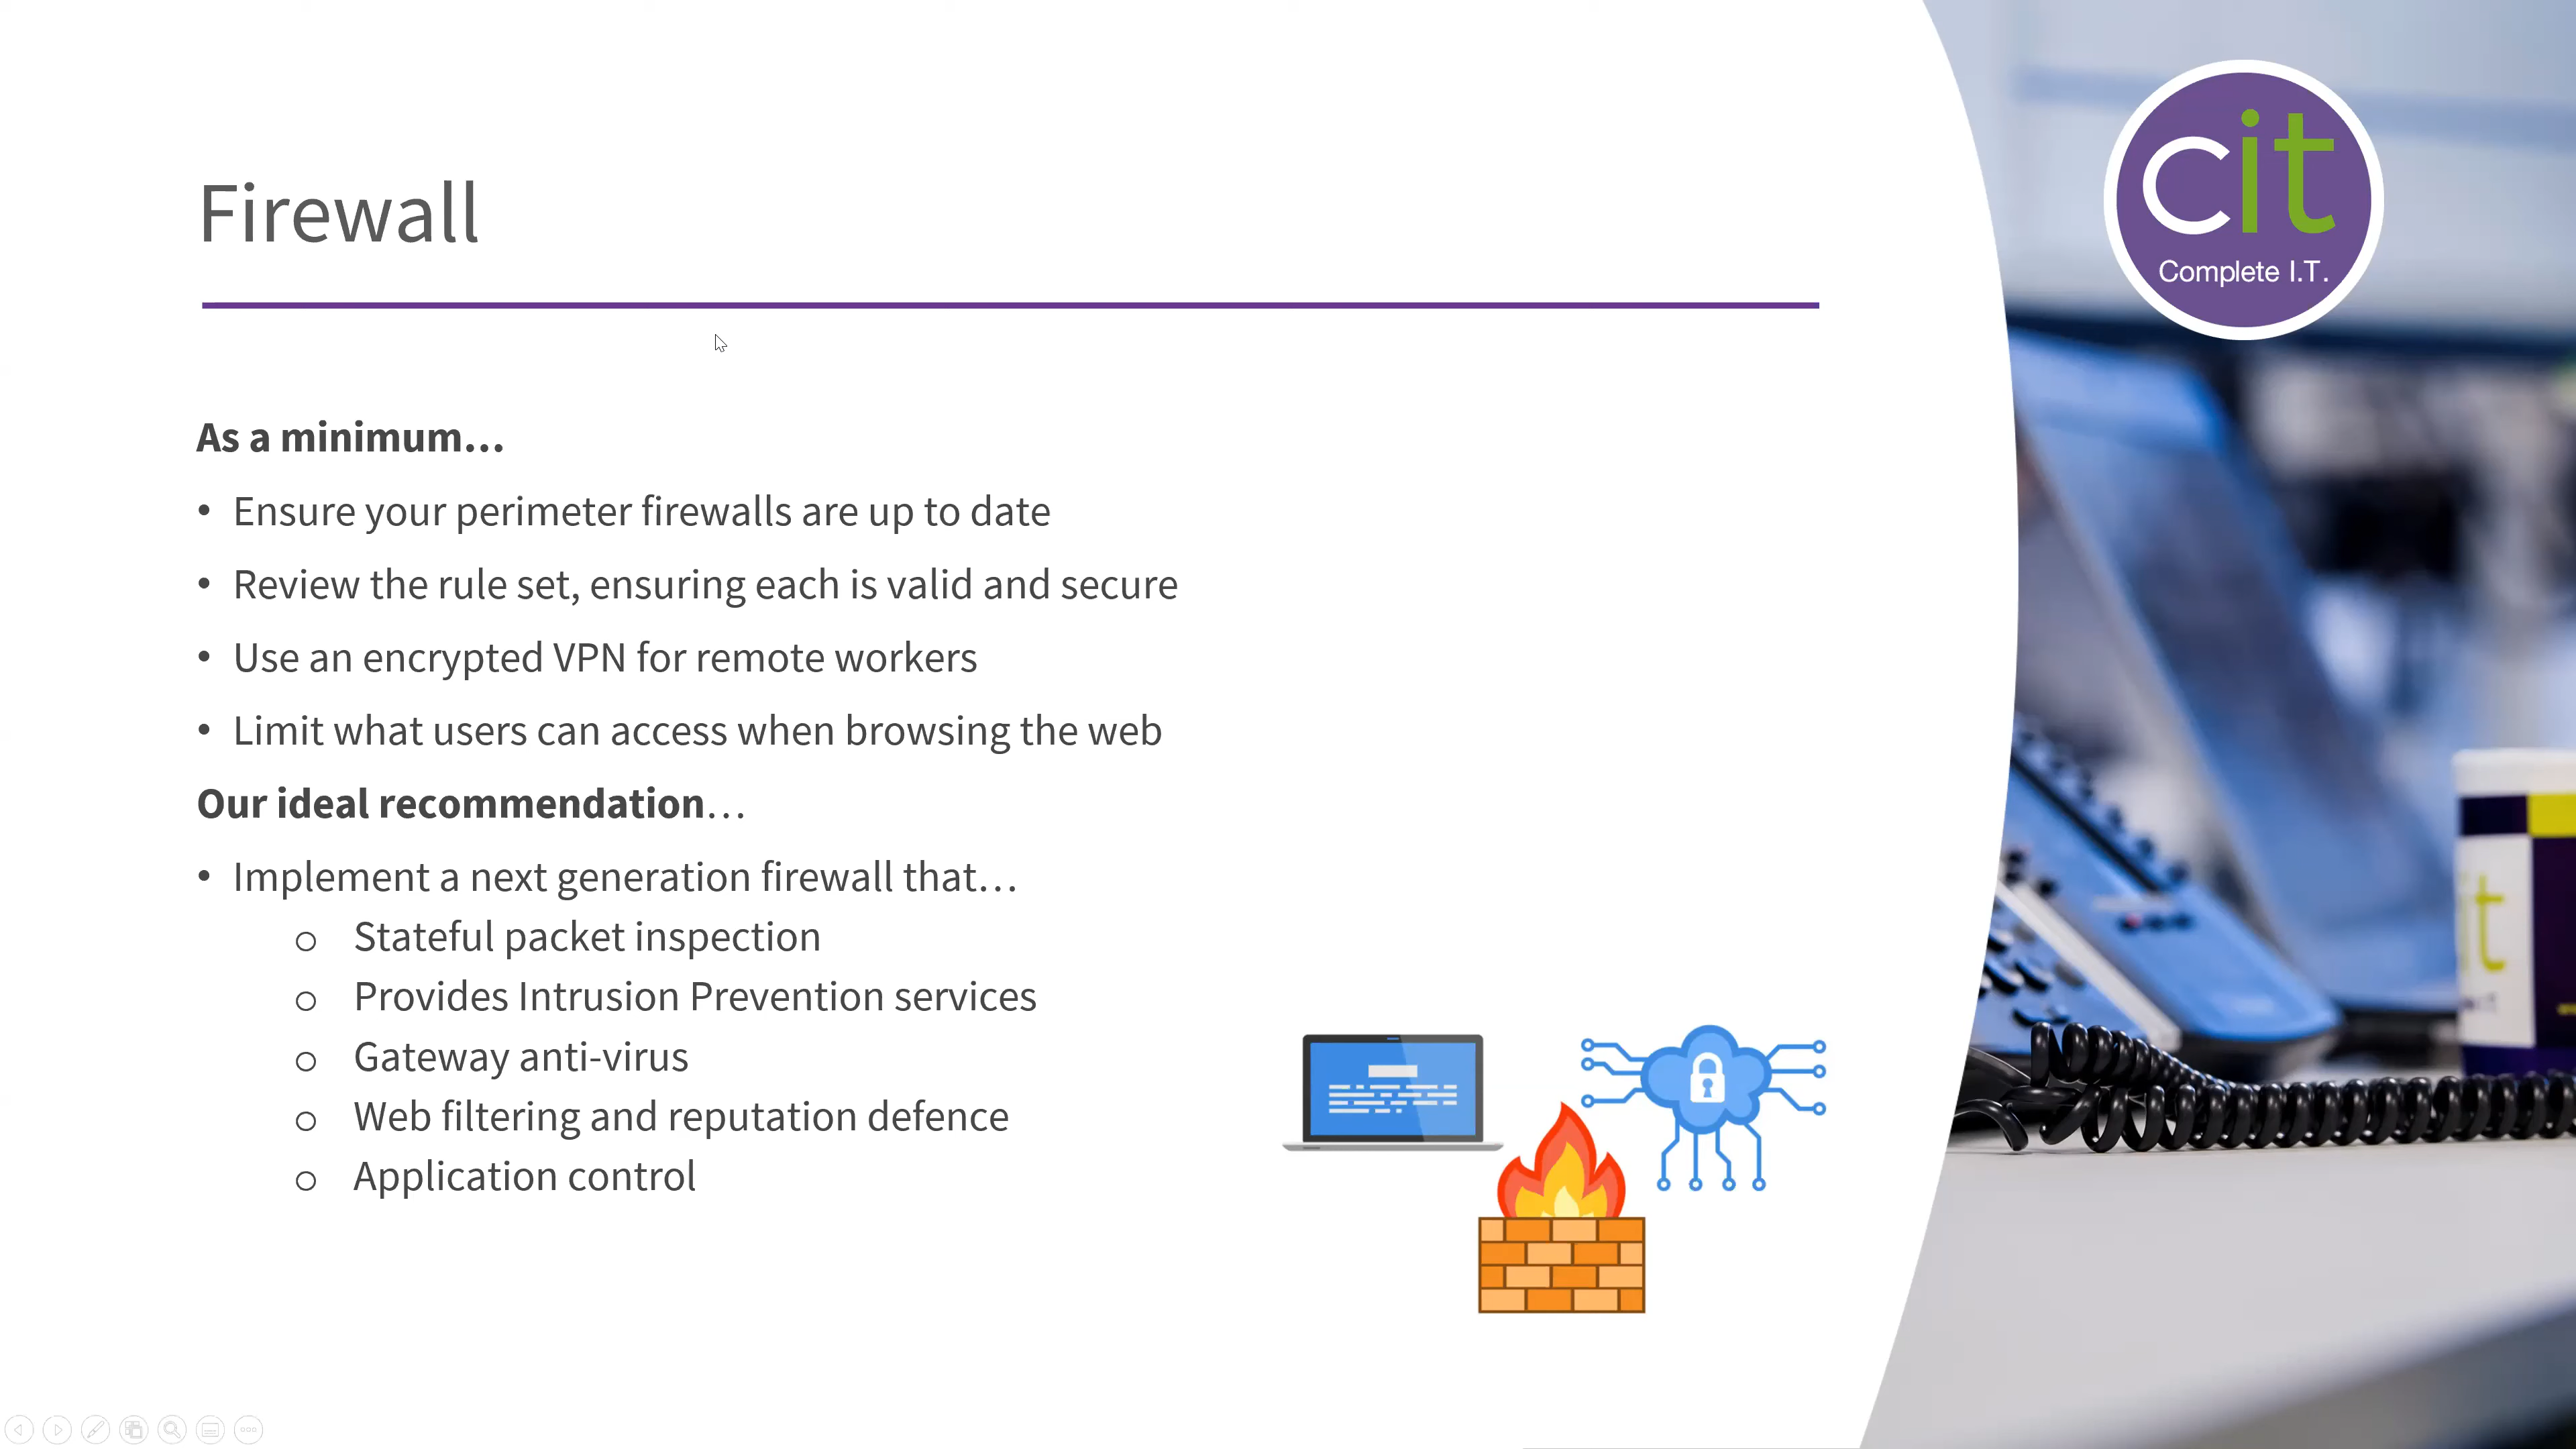 cit
Complete I.T.
Firewall
As a minimum…
• Ensure your perimeter firewalls are up to date
• Review the rule set, ensuring each is valid and secure
• Use an encrypted VPN for remote workers
• Limit what users can access when browsing the web
Our ideal recommendation…
• Implement a next generation firewall that…
o Stateful packet inspection
o Provides Intrusion Prevention services
o Gateway anti-virus
o Web filtering and reputation defence
o Application control
it